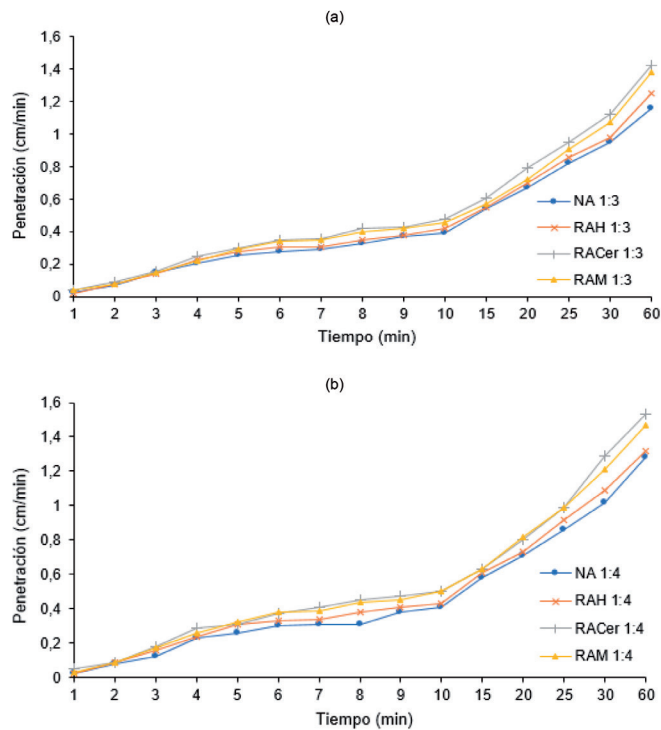 (a)
Penetración (cm/min)
1,6
1,4
1,2
1
0,8
0,6
0,4
0,2
0
NA 1:3
RAH 1:3
RACer 1:3
RAM 1:3
1 2 3 4 5 6 7 8 9 10 15 20 25 30 60
Tiempo (min)
(b)
Penetración (cm/min)
1,6
1,4
1,2
1
0,8
0,6
0,4
0,2
0
NA 1:4
RAH 1:4
RACer 1:4
RAM 1:4
1 2 3 4 5 6 7 8 9 10 15 20 25 30 60
Tiempo (min)